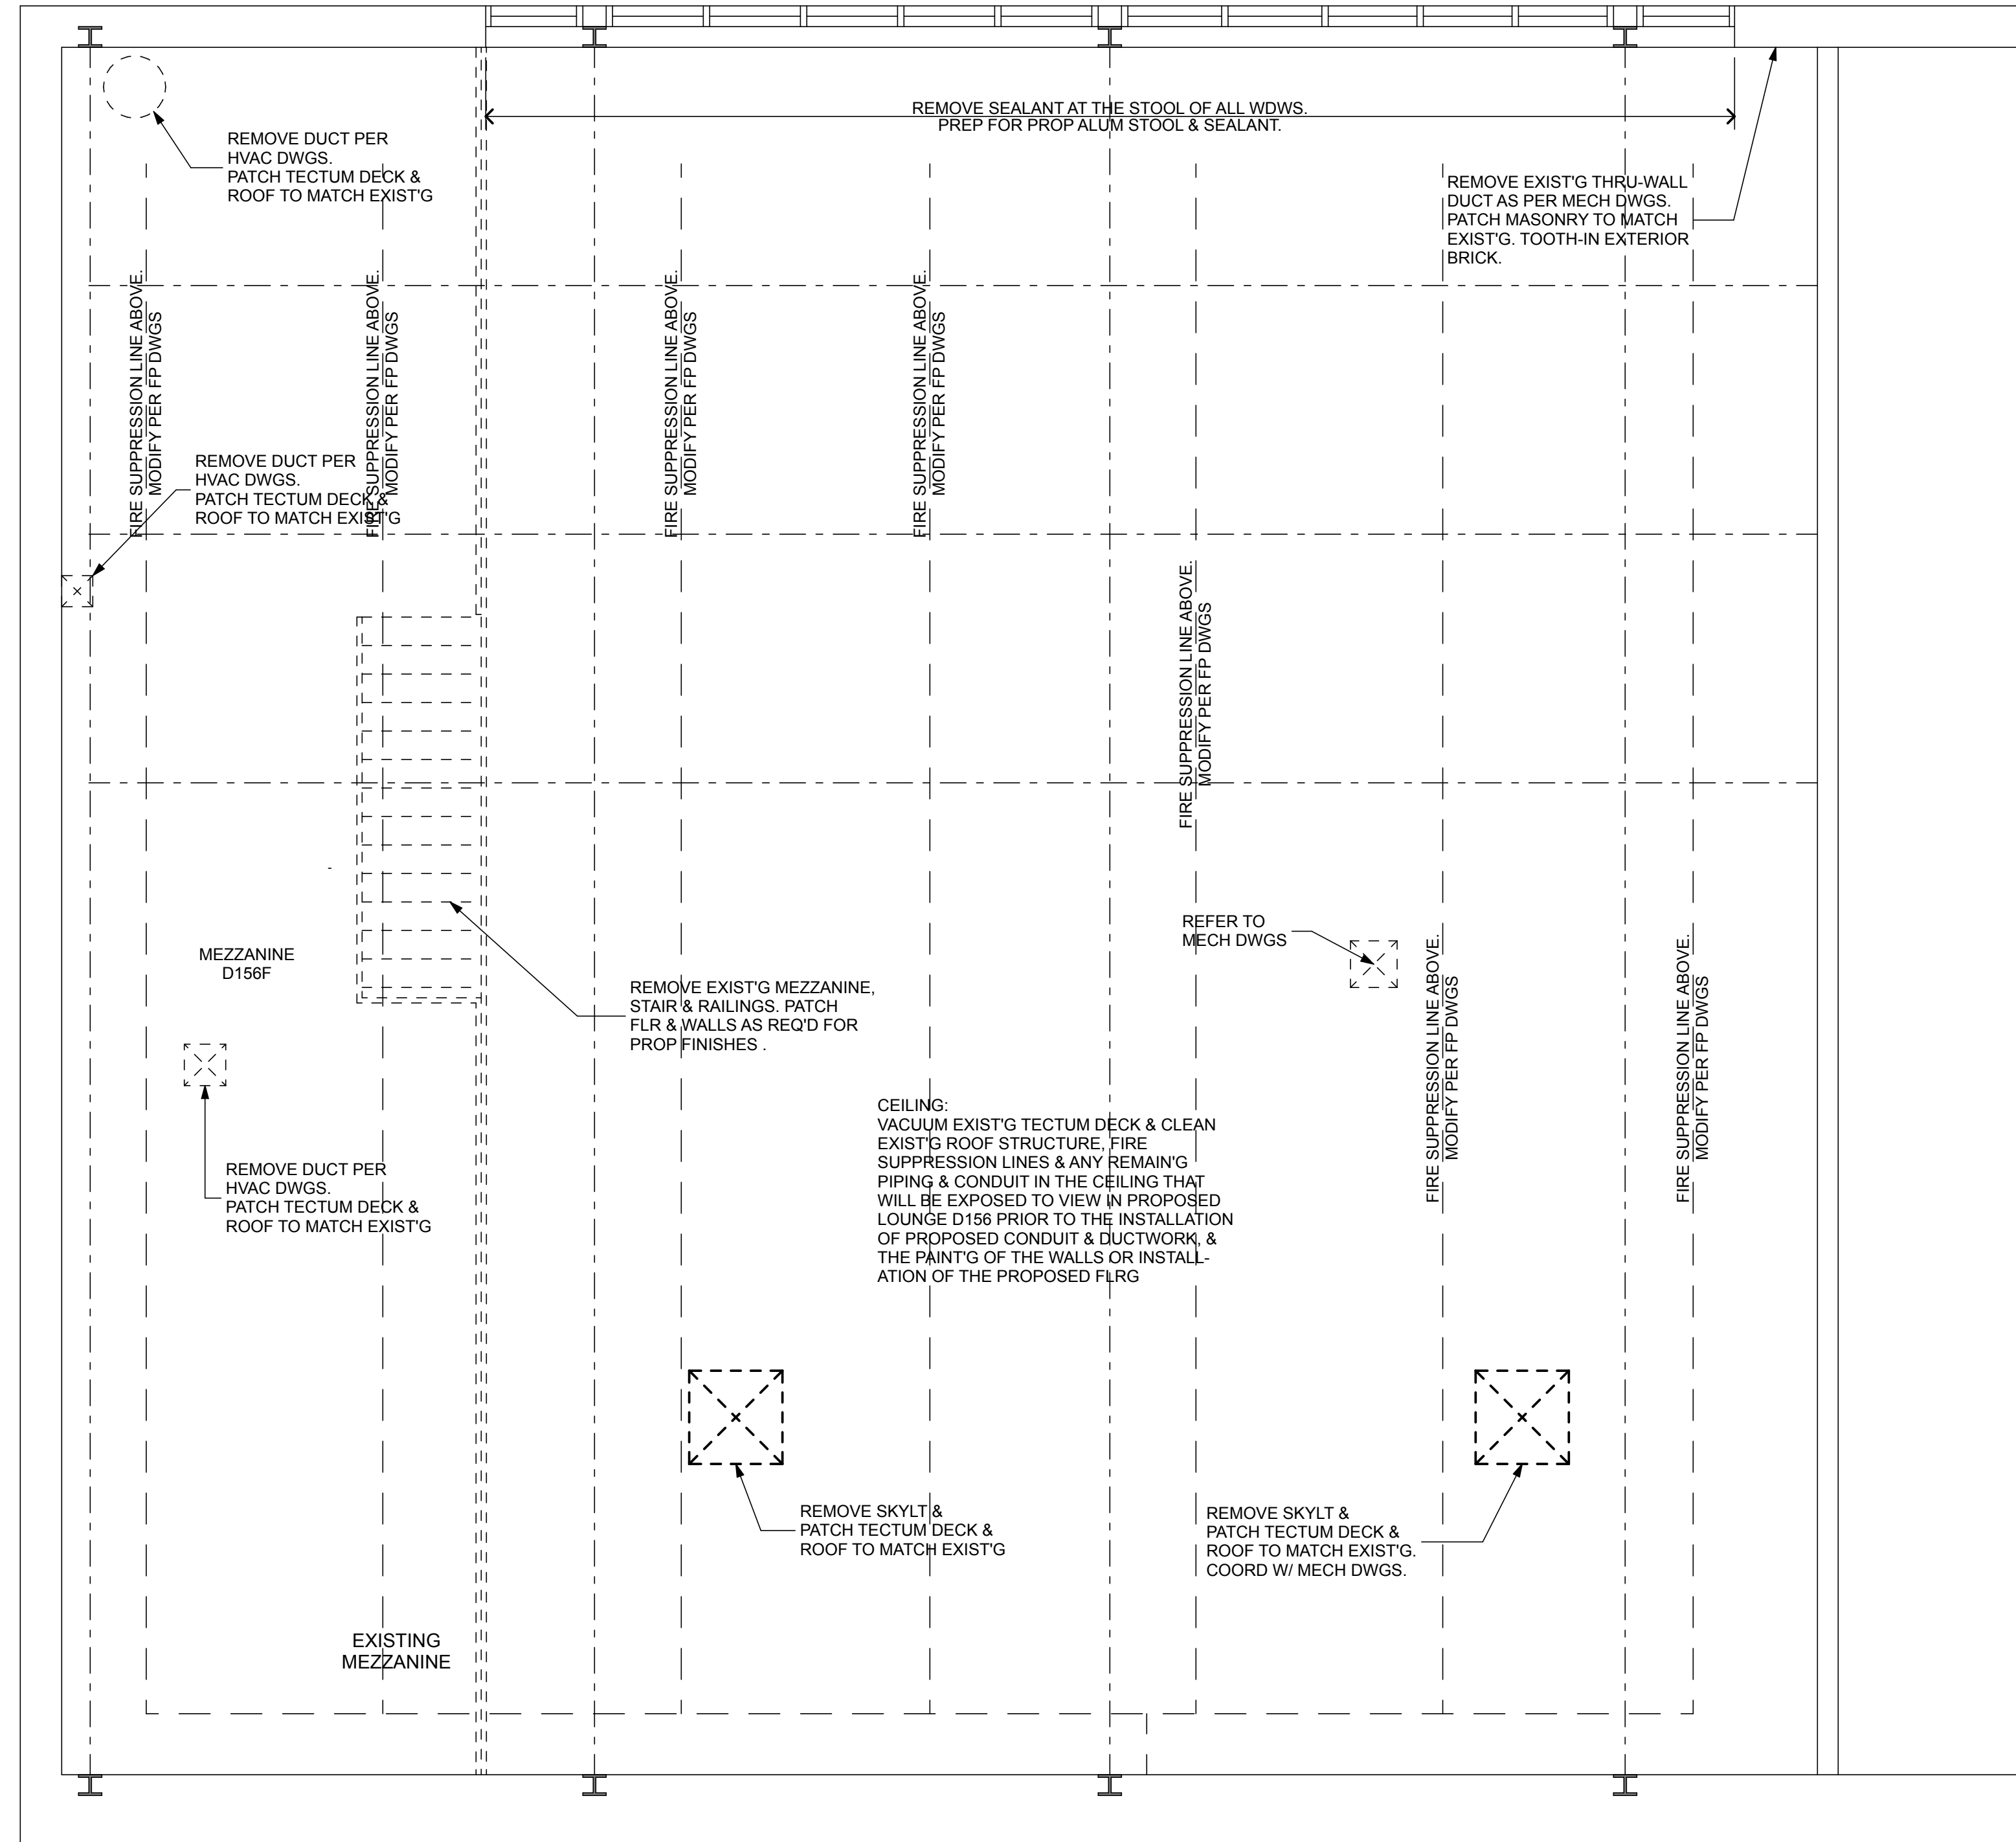 REMOVE SEALANT AT THE STOOL OF ALL WDWS.
PREP FOR PROP ALUM STOOL & SEALANT.
REMOVE DUCT PER
HVAC DWGS.
PATCH TECTUM DECK &
ROOF TO MATCH EXIST'G
REMOVE EXIST'G THRU-WALL
DUCT AS PER MECH DWGS.
PATCH MASONRY TO MATCH
EXIST'G. TOOTH-IN EXTERIOR
BRICK.
FIRE SUPPRESSION LINE ABOVE.
MODIFY PER FP DWGS
FIRE SUPPRESSION LINE ABOVE.
MODIFY PER FP DWGS
FIRE SUPPRESSION LINE ABOVE.
MODIFY PER FP DWGS
FIRE SUPPRESSION LINE ABOVE.
MODIFY PER FP DWGS
REMOVE DUCT PER
HVAC DWGS.
PATCH TECTUM DECK &
ROOF TO MATCH EXIST'G
FIRE SUPPRESSION LINE ABOVE.
MODIFY PER FP DWGS
REFER TO
MECH DWGS
MEZZANINE
D156F
REMOVE EXIST'G MEZZANINE,
STAIR & RAILINGS. PATCH
FLR & WALLS AS REQ'D FOR
PROP FINISHES .
FIRE SUPPRESSION LINE ABOVE.
MODIFY PER FP DWGS
FIRE SUPPRESSION LINE ABOVE.
MODIFY PER FP DWGS
CEILING:
VACUUM EXIST'G TECTUM DECK & CLEAN
EXIST'G ROOF STRUCTURE, FIRE
SUPPRESSION LINES & ANY REMAIN'G
PIPING & CONDUIT IN THE CEILING THAT
WILL BE EXPOSED TO VIEW IN PROPOSED
LOUNGE D156 PRIOR TO THE INSTALLATION
OF PROPOSED CONDUIT & DUCTWORK, &
THE PAINT'G OF THE WALLS OR INSTALL-
ATION OF THE PROPOSED FLRG
REMOVE DUCT PER
HVAC DWGS.
PATCH TECTUM DECK &
ROOF TO MATCH EXIST'G
REMOVE SKYLT &
PATCH TECTUM DECK &
ROOF TO MATCH EXIST'G
REMOVE SKYLT &
PATCH TECTUM DECK &
ROOF TO MATCH EXIST'G.
COORD W/ MECH DWGS.
EXISTING
MEZZANINE